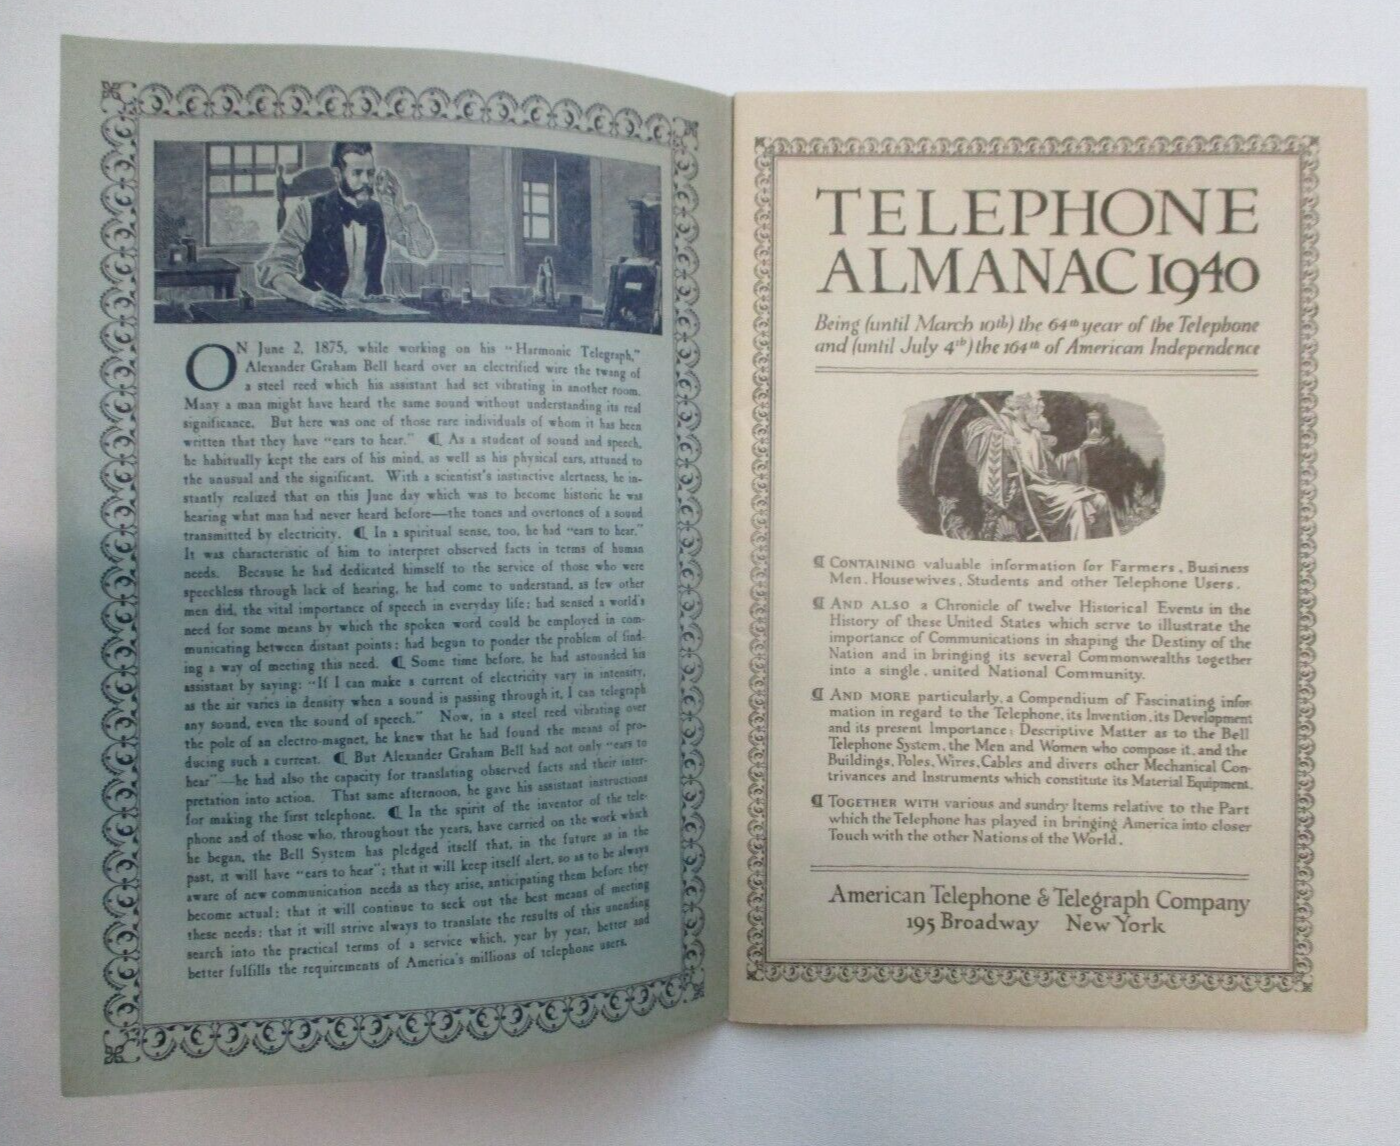 ON June 2, 1875, while working on his "Harmonic Telegraph,"
Alexander Graham Bell heard over an electrified wire the twang of
a steel reed which his assistant had set vibrating in another room.
Many a man might have heard the same sound without understanding its real
significance. But here was one of those rare individuals of whom it has been
written that they have "ears to hear." ¶ As a student of sound and speech,
he habitually kept the ears of his mind, as well as his physical ears, attuned to
the unusual and the significant. With a scientist's instinctive alertness, he in-
stantly realized that on this June day which was to become historic he was
hearing what man had never heard before—the tones and overtones of a sound
transmitted by electricity. ¶ In a spiritual sense, too, he had "ears to hear."
It was characteristic of him to interpret observed facts in terms of human
needs. Because he had dedicated himself to the service of those who were
speechless through lack of hearing, he had come to understand, as few other
men did, the vital importance of speech in everyday life; had sensed a world's
need for some means by which the spoken word could be employed in com-
municating between distant points; had begun to ponder the problem of find-
ing a way of meeting this need. ¶ Some time before, he had astounded his
assistant by saying: "If I can make a current of electricity vary in intensity,
as the air varies in density when a sound is passing through it, I can telegraph
any sound, even the sound of speech." Now, in a steel reed vibrating over
the pole of an electro-magnet, he knew that he had found the means of pro-
ducing such a current. ¶ But Alexander Graham Bell had not only "ears to
hear"—he had also the capacity for translating observed facts and their inter-
pretation into action. That same afternoon, he gave his assistant instructions
for making the first telephone. ¶ In the spirit of the inventor of the tele-
phone and of those who, throughout the years, have carried on the work which
he began, the Bell System has pledged itself that, in the future as in the
past, it will have "ears to hear"; that it will keep itself alert, so as to be always
aware of new communication needs as they arise, anticipating them before they
become actual; that it will continue to seek out the best means of meeting
these needs; that it will strive always to translate the results of this unending
search into the practical terms of a service which, year by year, better and
better fulfills the requirements of America's millions of telephone users.
TELEPHONE
ALMANAC 1940
Being (until March 10th) the 64th year of the Telephone
and (until July 4th) the 164th of American Independence
¶ CONTAINING valuable information for Farmers, Business
Men, Housewives, Students and other Telephone Users.
¶ AND ALSO a Chronicle of twelve Historical Events in the
History of these United States which serve to illustrate the
importance of Communications in shaping the Destiny of the
Nation and in bringing its several Commonwealths together
into a single, united National Community.
¶ AND MORE particularly, a Compendium of Fascinating infor-
mation in regard to the Telephone, its Invention, its Development
and its present Importance; Descriptive Matter as to the Bell
Telephone System, the Men and Women who compose it, and the
Buildings, Poles, Wires, Cables and divers other Mechanical Con-
trivances and Instruments which constitute its Material Equipment.
¶ TOGETHER WITH various and sundry Items relative to the Part
which the Telephone has played in bringing America into closer
Touch with the other Nations of the World.
American Telephone & Telegraph Company
195 Broadway New York